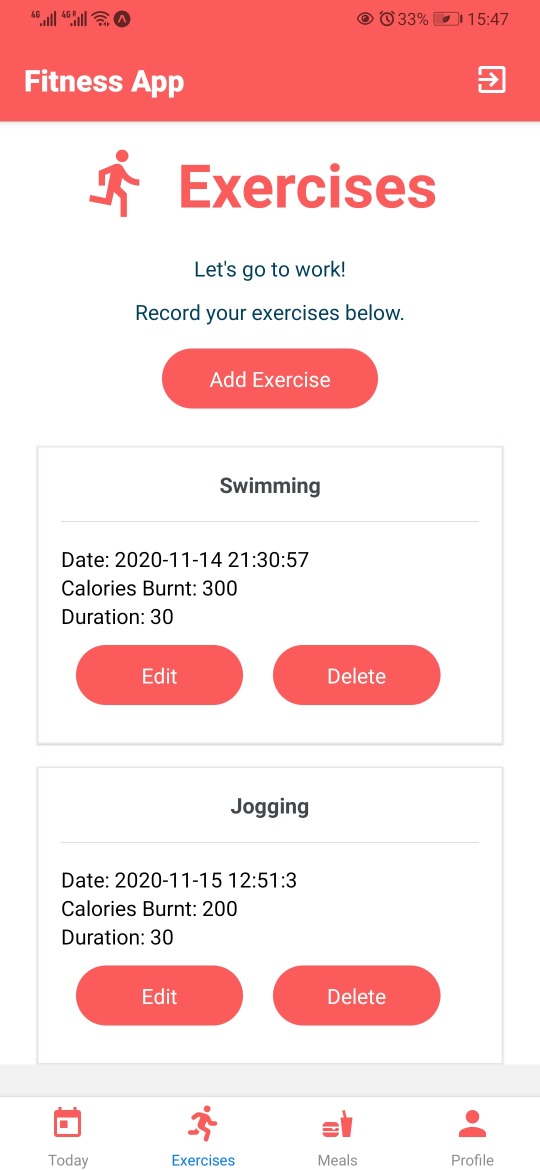 4G 4G R 33% 15:47
Fitness App
Exercises
Let's go to work!
Record your exercises below.
Add Exercise
Swimming
Date: 2020-11-14 21:30:57
Calories Burnt: 300
Duration: 30
Edit Delete
Jogging
Date: 2020-11-15 12:51:3
Calories Burnt: 200
Duration: 30
Edit Delete
Today Exercises Meals Profile